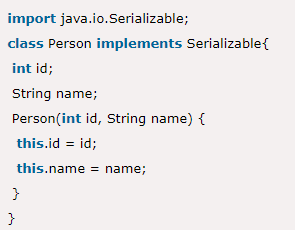 import java.io.Serializable;
class Person implements Serializable{
 int id;
 String name;
 Person(int id, String name) {
  this.id = id;
  this.name = name;
 }
}